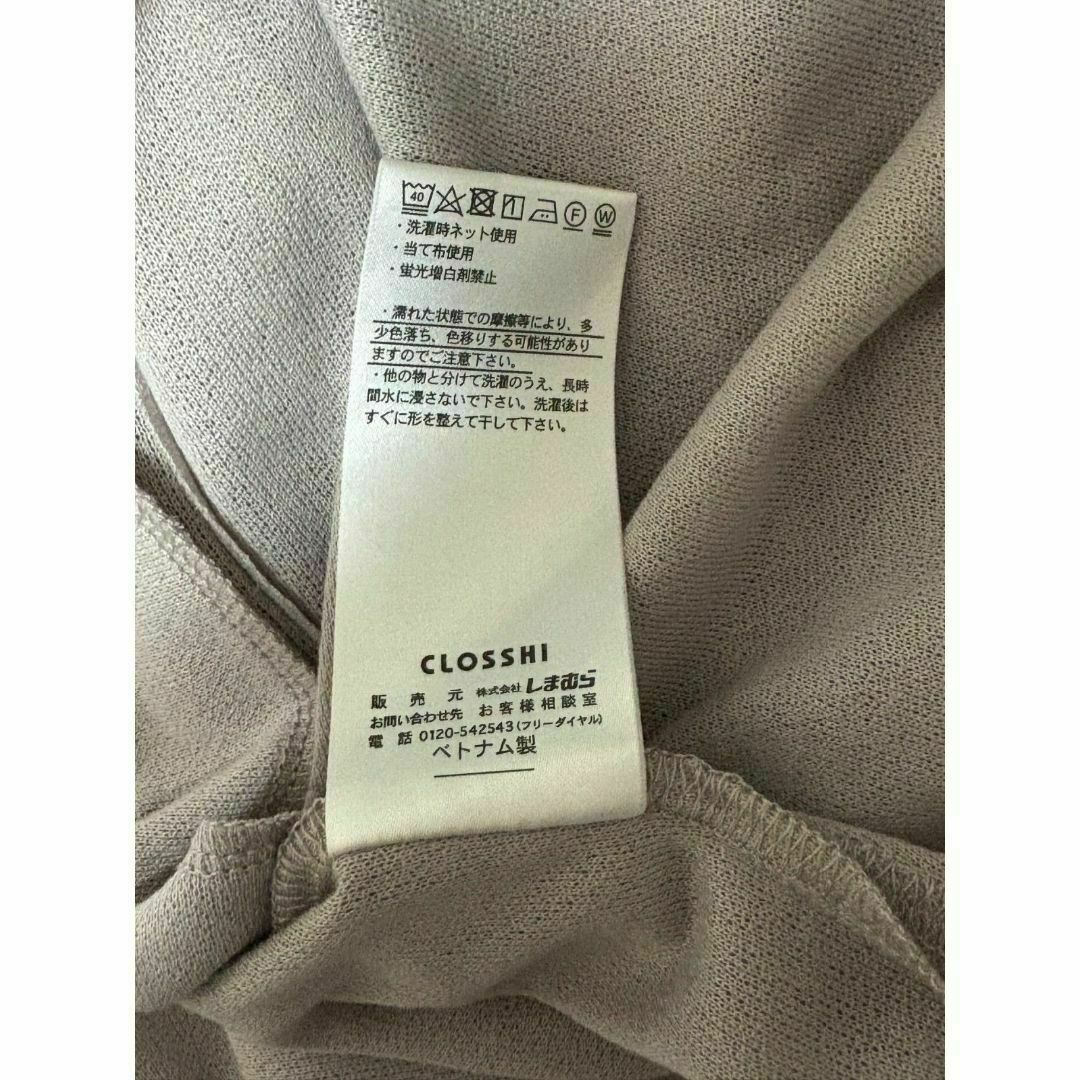 40 F W
・洗濯時ネット使用
・当て布使用
・蛍光増白剤禁止
・濡れた状態での摩擦等により、多
少色落ち、色移りする可能性があり
ますのでご注意下さい。
・他の物と分けて洗濯のうえ、長時
間水に浸さないで下さい。洗濯後は
すぐに形を整えて干して下さい。
CLOSSHI
販売元 株式会社しまむら
お問い合わせ先 お客様相談室
電話 0120-542543(フリーダイヤル)
ベトナム製